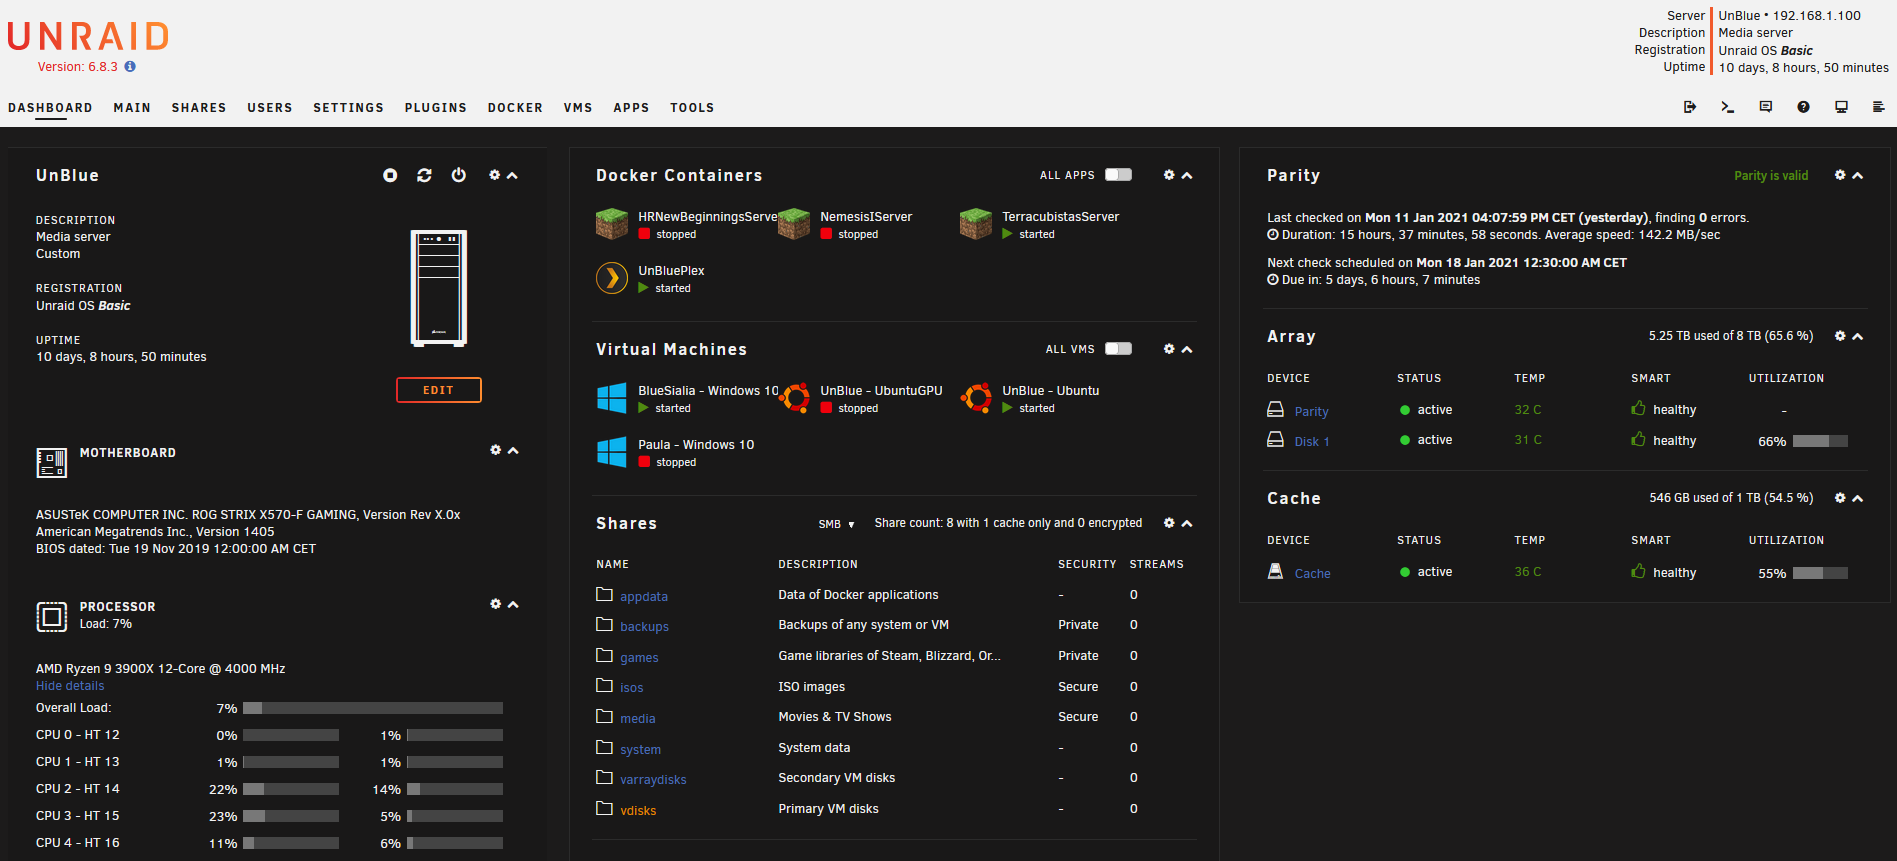 UNRAID
Version: 6.8.3
Server UnBlue • 192.168.1.100
Description Media server
Registration Unraid OS Basic
Uptime 10 days, 8 hours, 50 minutes
DASHBOARD MAIN SHARES USERS SETTINGS PLUGINS DOCKER VMS APPS TOOLS
UnBlue
DESCRIPTION
Media server
Custom
REGISTRATION
Unraid OS Basic
UPTIME
10 days, 8 hours, 50 minutes
EDIT
MOTHERBOARD
ASUSTeK COMPUTER INC. ROG STRIX X570-F GAMING, Version Rev X.0x
American Megatrends Inc., Version 1405
BIOS dated: Tue 19 Nov 2019 12:00:00 AM CET
PROCESSOR
Load: 7%
AMD Ryzen 9 3900X 12-Core @ 4000 MHz
Hide details
Overall Load: 7%
CPU 0 - HT 12 0% 1%
CPU 1 - HT 13 1% 1%
CPU 2 - HT 14 22% 14%
CPU 3 - HT 15 23% 5%
CPU 4 - HT 16 11% 6%
Docker Containers ALL APPS
HRNewBeginningsServe NemesisIServer TerracubistasServer
stopped stopped started
UnBluePlex
started
Virtual Machines ALL VMS
BlueSialia - Windows 10 UnBlue - UbuntuGPU UnBlue - Ubuntu
started stopped started
Paula - Windows 10
stopped
Shares SMB Share count: 8 with 1 cache only and 0 encrypted
NAME DESCRIPTION SECURITY STREAMS
appdata Data of Docker applications - 0
backups Backups of any system or VM Private 0
games Game libraries of Steam, Blizzard, Or... Private 0
isos ISO images Secure 0
media Movies & TV Shows Secure 0
system System data - 0
varraydisks Secondary VM disks - 0
vdisks Primary VM disks - 0
Parity Parity is valid
Last checked on Mon 11 Jan 2021 04:07:59 PM CET (yesterday), finding 0 errors.
Duration: 15 hours, 37 minutes, 58 seconds. Average speed: 142.2 MB/sec
Next check scheduled on Mon 18 Jan 2021 12:30:00 AM CET
Due in: 5 days, 6 hours, 7 minutes
Array 5.25 TB used of 8 TB (65.6 %)
DEVICE STATUS TEMP SMART UTILIZATION
Parity active 32 C healthy -
Disk 1 active 31 C healthy 66%
Cache 546 GB used of 1 TB (54.5 %)
DEVICE STATUS TEMP SMART UTILIZATION
Cache active 36 C healthy 55%